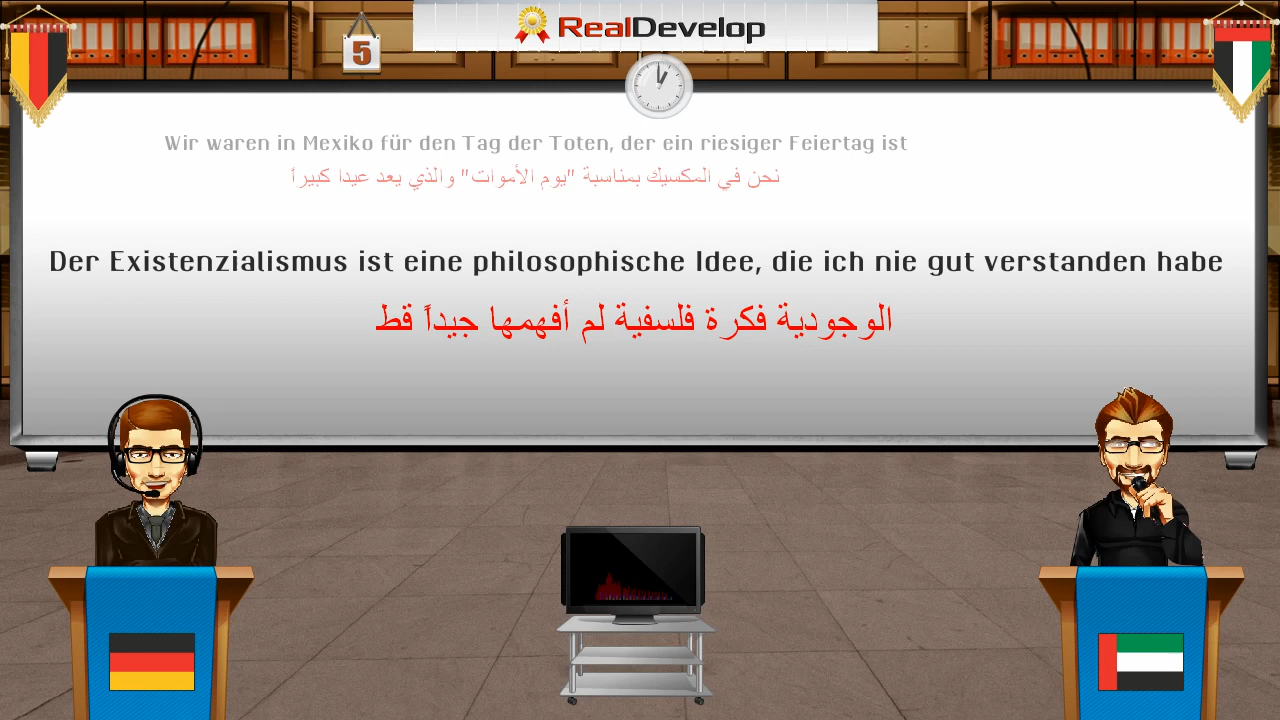 RealDevelop
5
Wir waren in Mexiko für den Tag der Toten, der ein riesiger Feiertag ist
نحن في المكسيك بمناسبة "يوم الأموات" والذي يعد عيدا كبيراً
Der Existenzialismus ist eine philosophische Idee, die ich nie gut verstanden habe
الوجودية فكرة فلسفية لم أفهمها جيداً قط